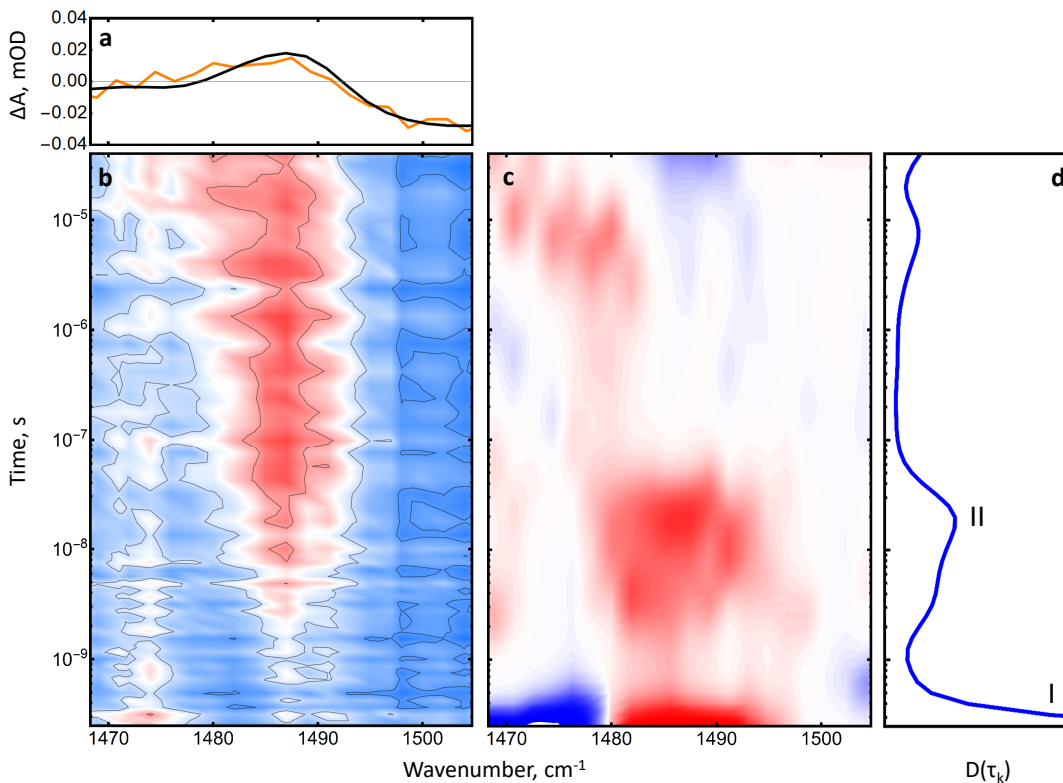 a
ΔA, mOD
0.04
0.02
0.00
−0.02
−0.04
b
c
d
Time, s
10⁻⁵
10⁻⁶
10⁻⁷
10⁻⁸
10⁻⁹
II
I
1470 1480 1490 1500
1470 1480 1490 1500
Wavenumber, cm⁻¹
D(τₖ)